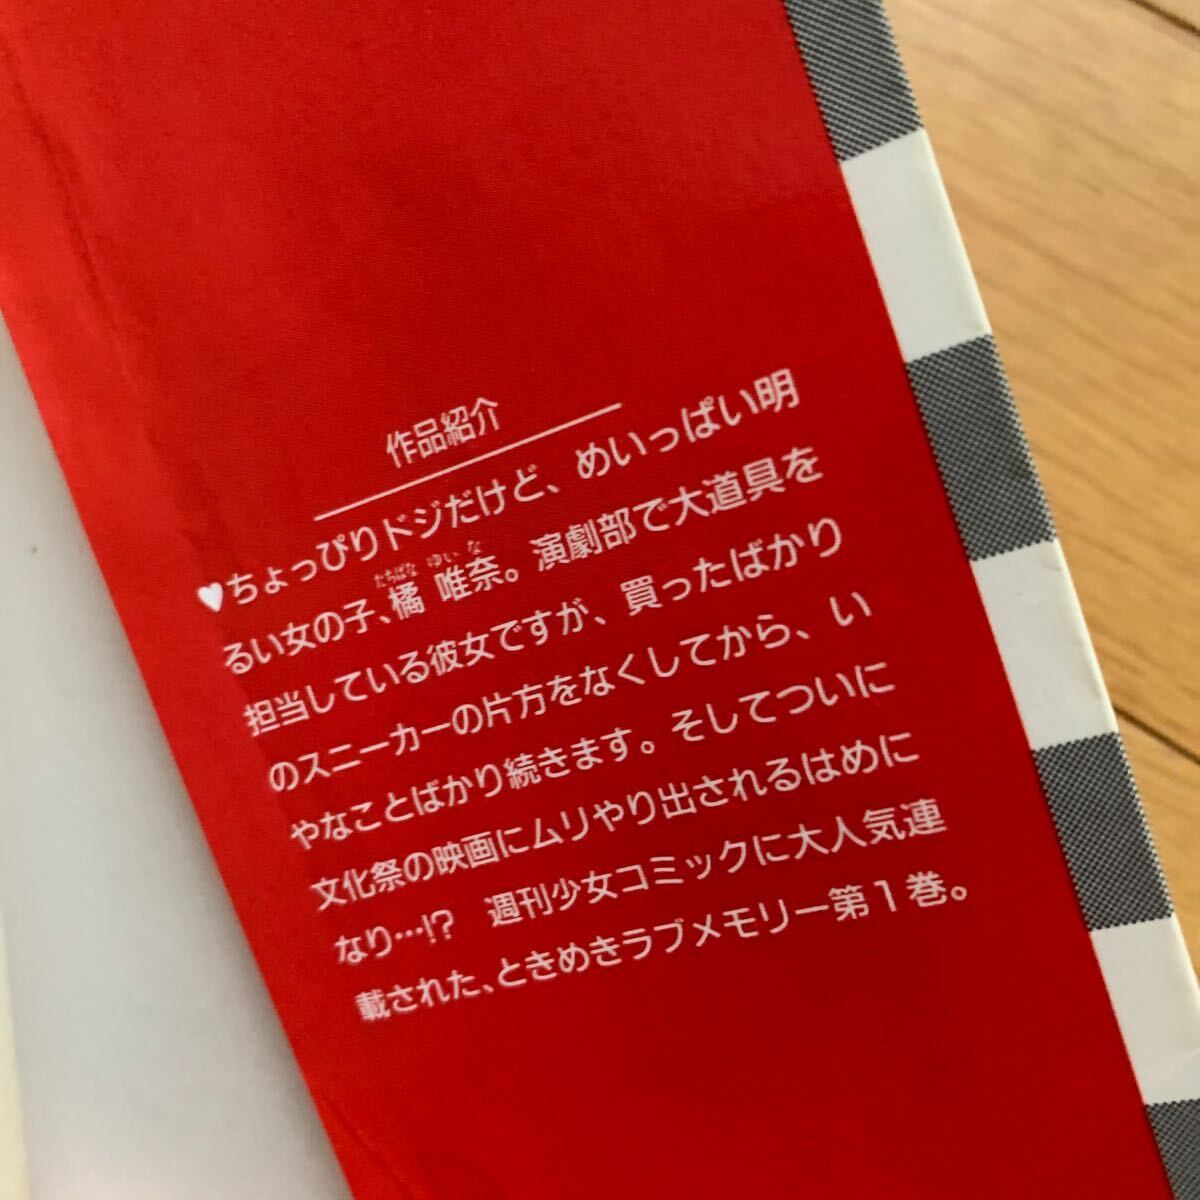 作品紹介
♥ちょっぴりドジだけど、めいっぱい明
るい女の子、橘 唯奈。演劇部で大道具を
たちばな ゆいな
担当している彼女ですが、買ったばかり
のスニーカーの片方をなくしてから、い
やなことばかり続きます。そしてついに
文化祭の映画にムリやり出されるはめに
なり…!? 週刊少女コミックに大人気連
載された、ときめきラブメモリー第1巻。